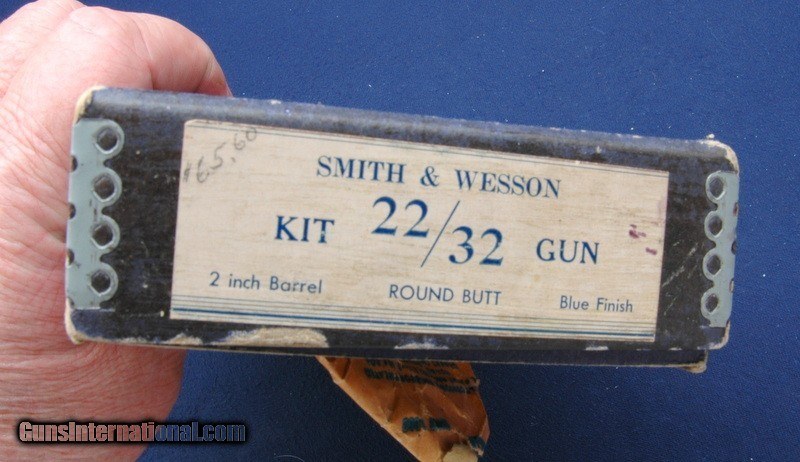 65.60
SMITH & WESSON
KIT 22/32 GUN
2 inch Barrel ROUND BUTT Blue Finish
GunsInternational.com